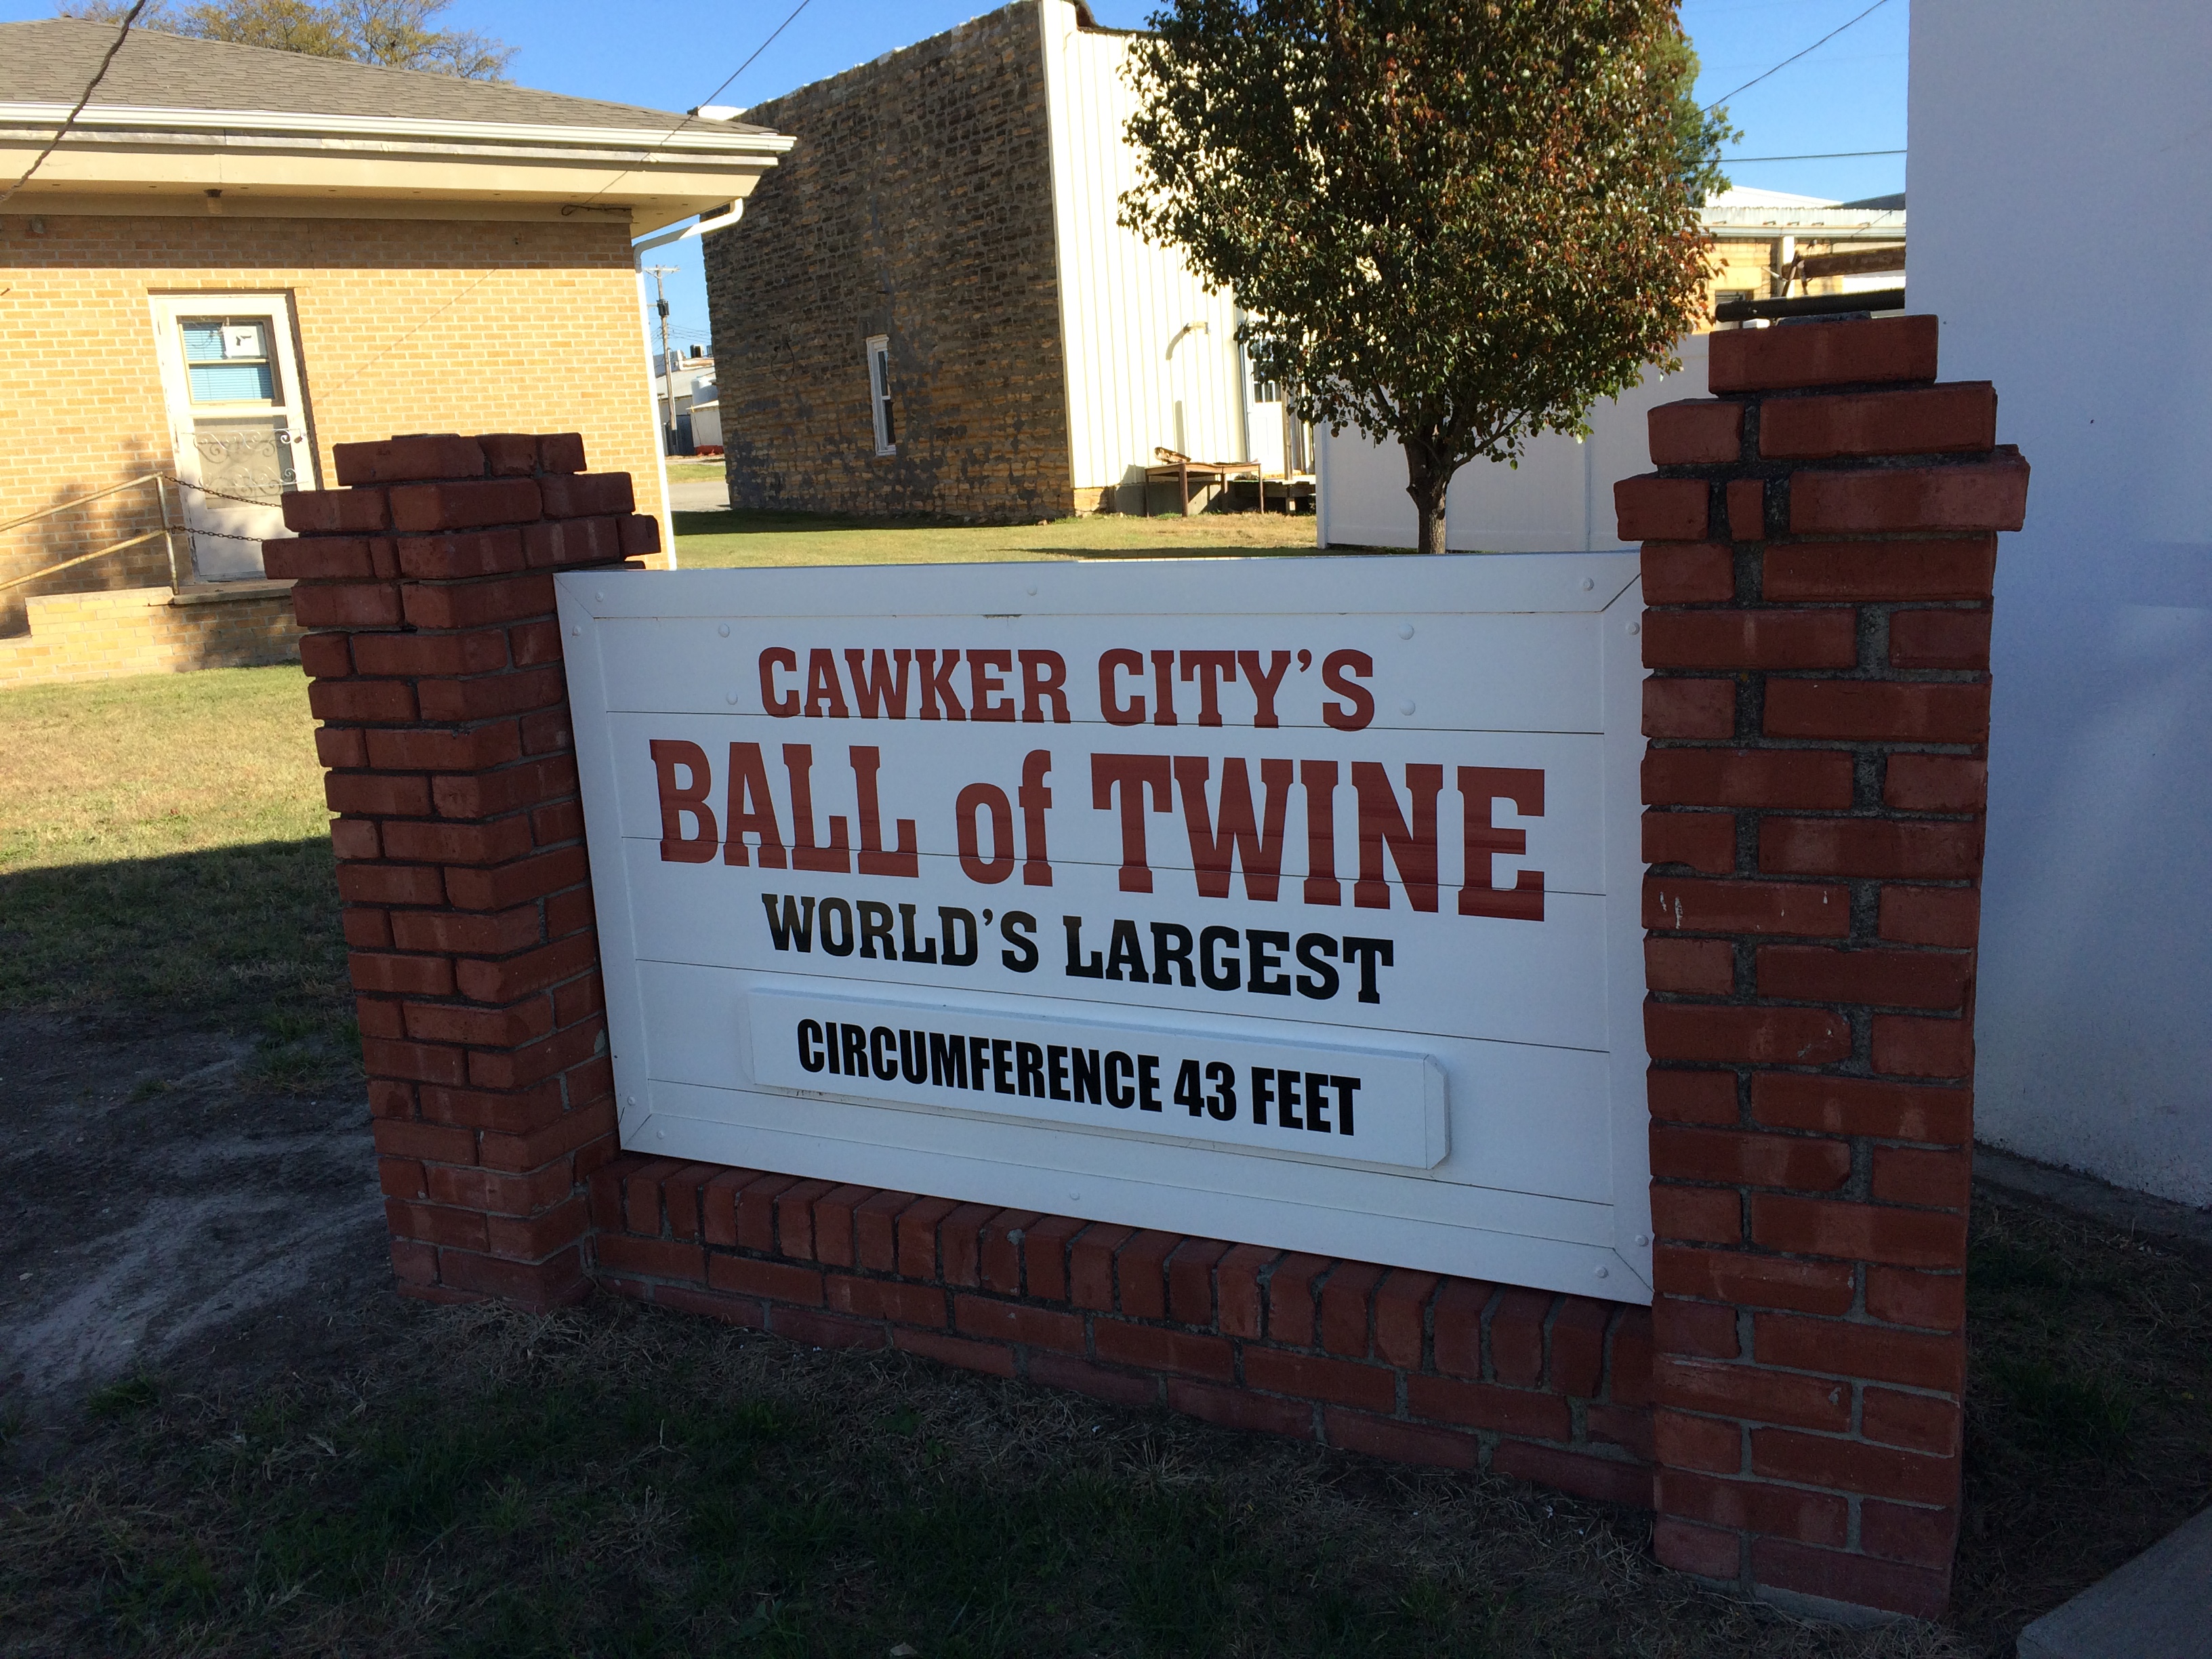 CAWKER CITY'S
BALL of TWINE
WORLD'S LARGEST
CIRCUMFERENCE 43 FEET